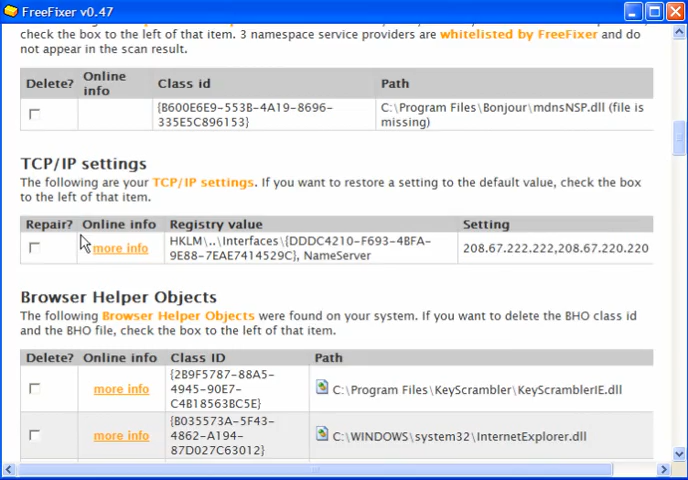 FreeFixer v0.47
check the box to the left of that item. 3 namespace service providers are whitelisted by FreeFixer and do
not appear in the scan result.
Delete? Online info Class id Path
{B600E6E9-553B-4A19-8696-335E5C896153} C:\Program Files\Bonjour\mdnsNSP.dll (file is missing)
TCP/IP settings
The following are your TCP/IP settings. If you want to restore a setting to the default value, check the box
to the left of that item.
Repair? Online info Registry value Setting
more info HKLM\..\Interfaces\{DDDC4210-F693-4BFA-9E88-7EAE7414529C}, NameServer 208.67.222.222,208.67.220.220
Browser Helper Objects
The following Browser Helper Objects were found on your system. If you want to delete the BHO class id
and the BHO file, check the box to the left of that item.
Delete? Online info Class ID Path
more info {2B9F5787-88A5-4945-90E7-C4B18563BC5E} C:\Program Files\KeyScrambler\KeyScramblerIE.dll
more info {B035573A-5F43-4862-A194-87D027C63012} C:\WINDOWS\system32\InternetExplorer.dll